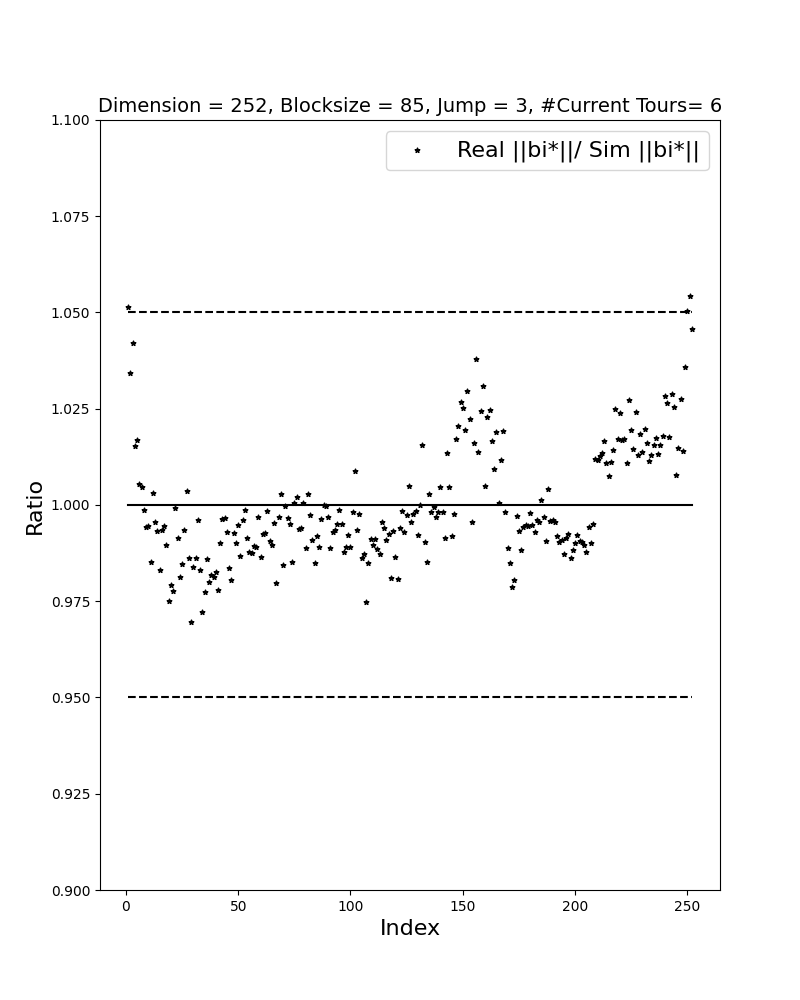 Dimension = 252, Blocksize = 85, Jump = 3, #Current Tours= 6
Real ||bi*||/ Sim ||bi*||
1.100
1.075
1.050
1.025
1.000
0.975
0.950
0.925
0.900
Ratio
0 50 100 150 200 250
Index